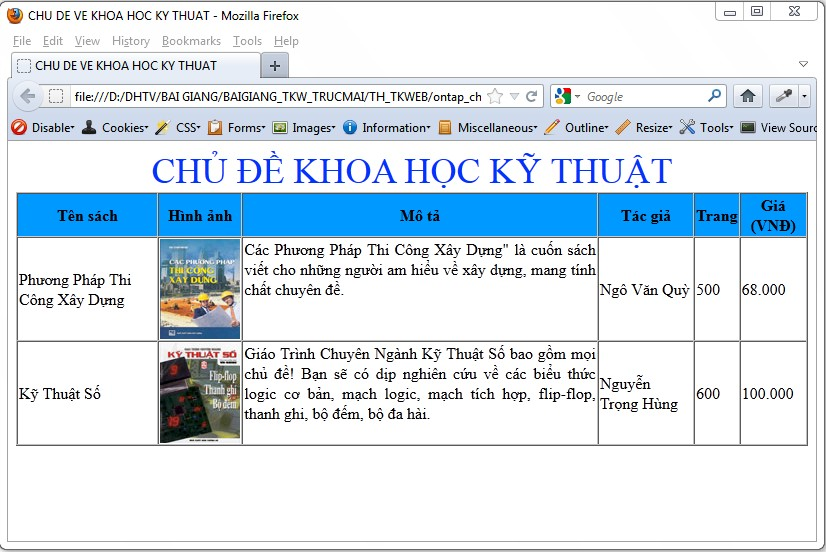 CHU DE VE KHOA HOC KY THUAT - Mozilla Firefox
File Edit View History Bookmarks Tools Help
CHU DE VE KHOA HOC KY THUAT
file:///D:/DHTV/BAI GIANG/BAIGIANG_TKW_TRUCMAI/TH_TKWEB/ontap_ch
Google
Disable Cookies CSS Forms Images Information Miscellaneous Outline Resize Tools View Sourc
CHỦ ĐỀ KHOA HỌC KỸ THUẬT
Tên sách Hình ảnh Mô tả Tác giả Trang Giá
(VNĐ)
Phương Pháp Thi
Công Xây Dựng
CÁC PHƯƠNG PHÁP
THI CÔNG
XÂY DỰNG
Các Phương Pháp Thi Công Xây Dựng" là cuốn sách
viết cho những người am hiểu về xây dựng, mang tính
chất chuyên đề.
Ngô Văn Quỳ
500
68.000
Kỹ Thuật Số
KỸ THUẬT SỐ
Flip-flop
Thanh ghi
Bộ đếm
Giáo Trình Chuyên Ngành Kỹ Thuật Số bao gồm mọi
chủ đề! Bạn sẽ có dịp nghiên cứu về các biểu thức
logic cơ bản, mạch logic, mạch tích hợp, flip-flop,
thanh ghi, bộ đếm, bộ đa hài.
Nguyễn
Trọng Hùng
600
100.000